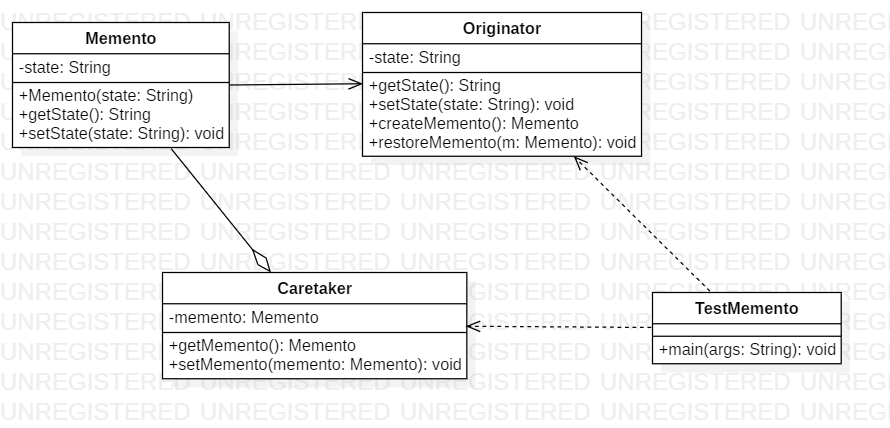 Memento
-state: String
+Memento(state: String)
+getState(): String
+setState(state: String): void
Originator
-state: String
+getState(): String
+setState(state: String): void
+createMemento(): Memento
+restoreMemento(m: Memento): void
Caretaker
-memento: Memento
+getMemento(): Memento
+setMemento(memento: Memento): void
TestMemento
+main(args: String): void
UNREGISTERED UNREGISTERED UNREGISTERED UNREGISTERED UNREG